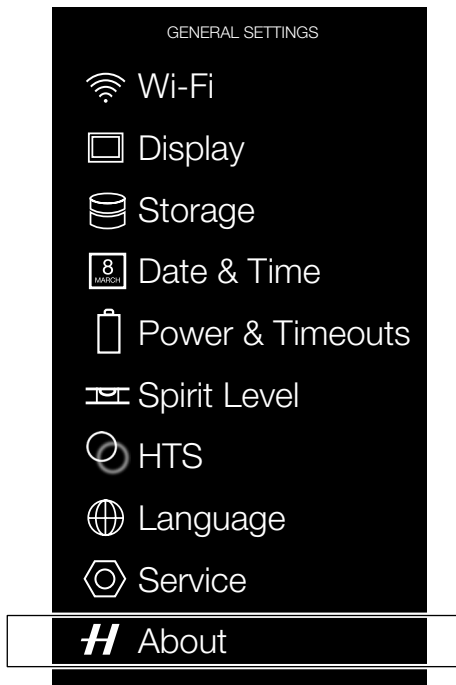 GENERAL SETTINGS
Wi-Fi
Display
Storage
8
MARCH
Date & Time
Power & Timeouts
Spirit Level
HTS
Language
Service
H About